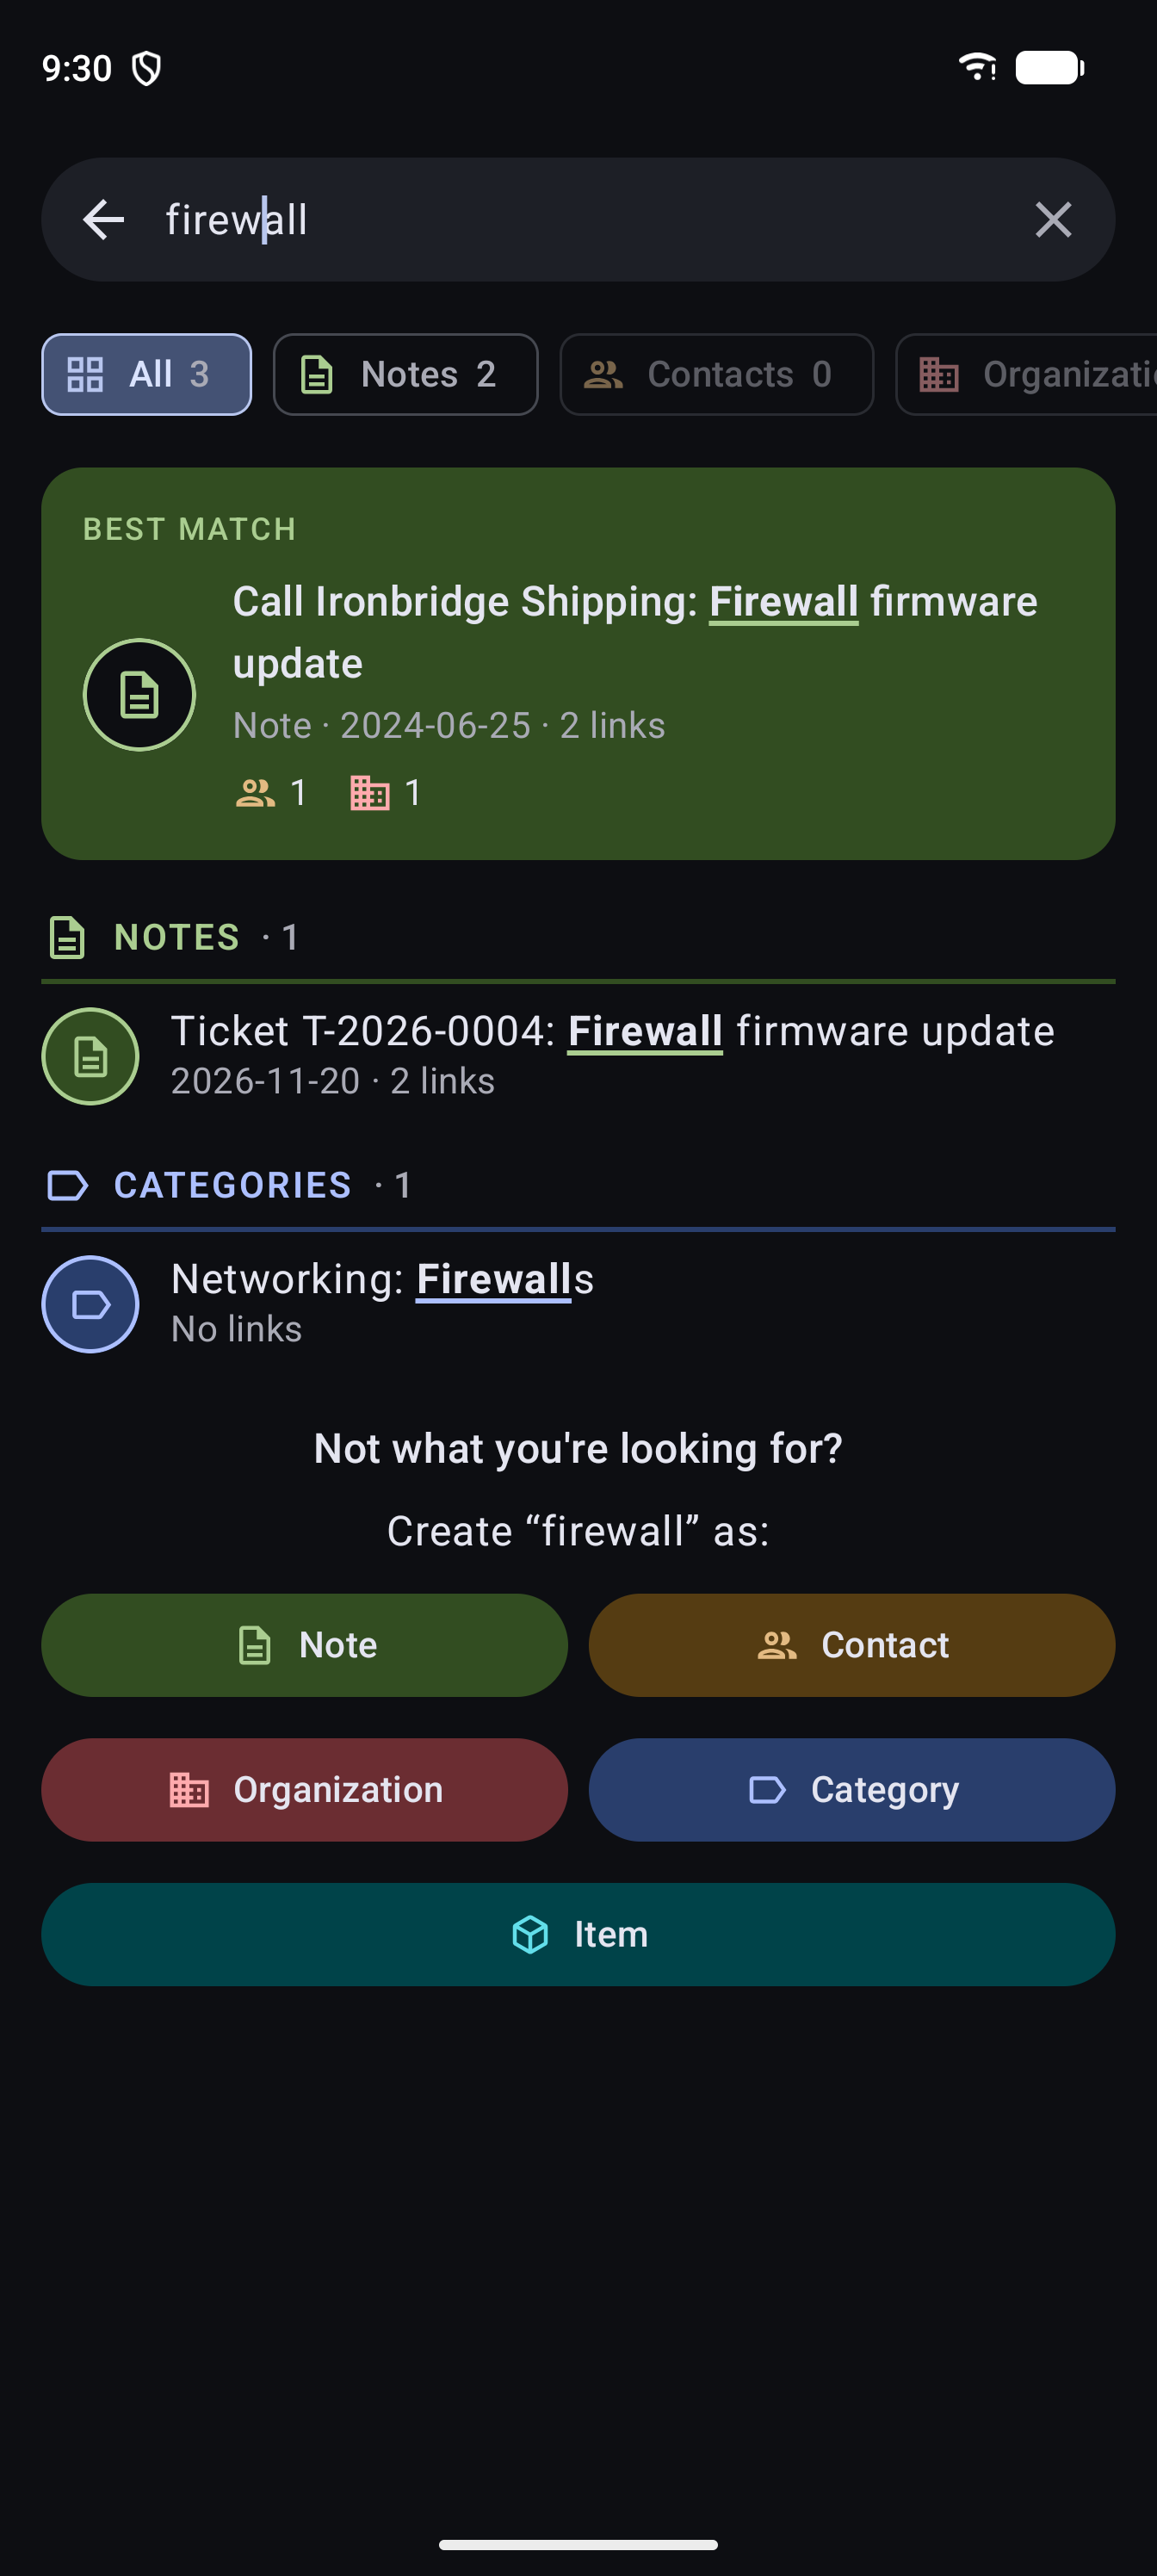 9:30
firewall
All 3
Notes 2
Contacts 0
BEST MATCH
Call Ironbridge Shipping: Firewall firmware
update
Note · 2024-06-25 · 2 links
1 1
NOTES · 1
Ticket T-2026-0004: Firewall firmware update
2026-11-20 · 2 links
CATEGORIES · 1
Networking: Firewalls
No links
Not what you're looking for?
Create “firewall” as:
Note
Contact
Organization
Category
Item